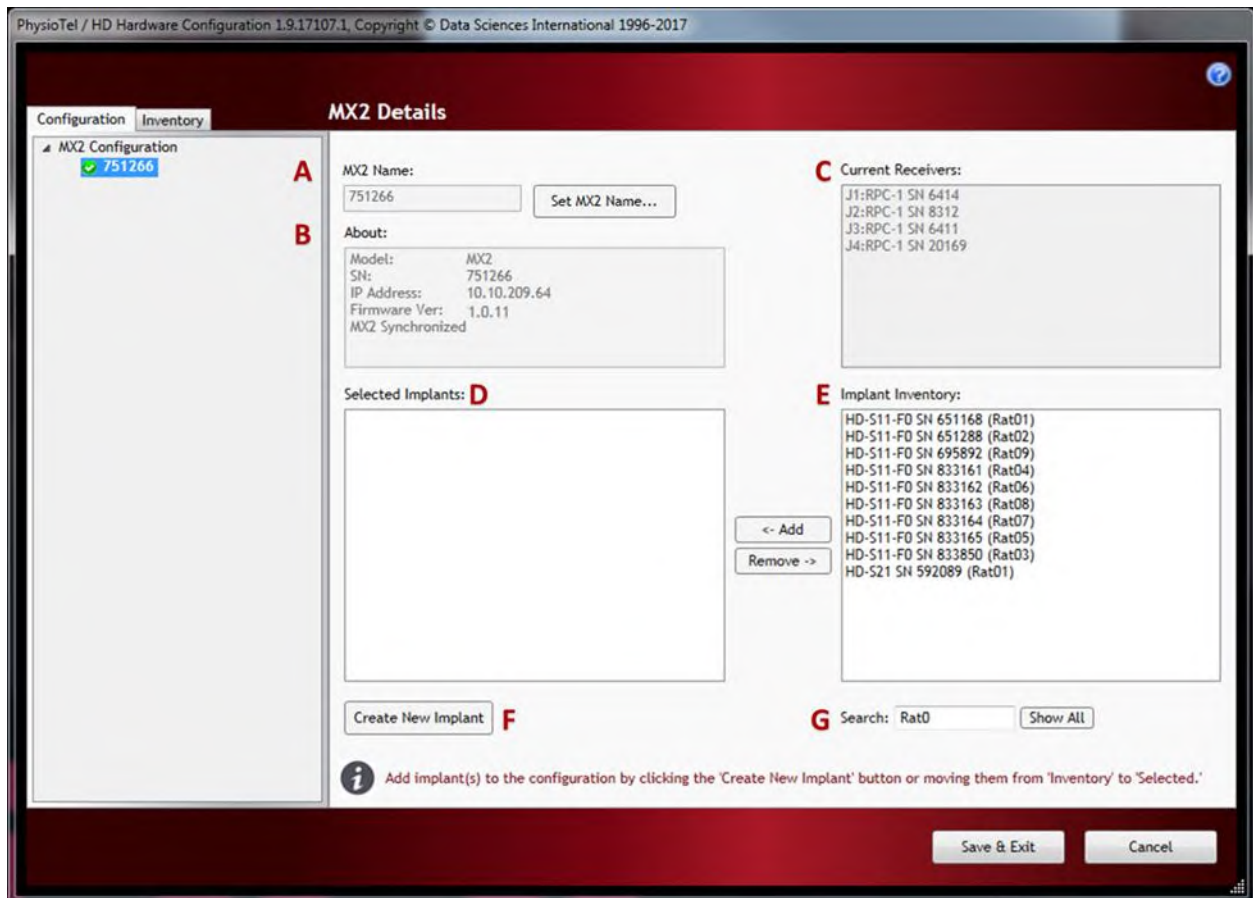 PhysioTel / HD Hardware Configuration 1.9.17107.1, Copyright © Data Sciences International 1996-2017
Configuration
Inventory
MX2 Configuration
751266
MX2 Details
A
MX2 Name:
751266
Set MX2 Name...
B
About:
Model: MX2
SN: 751266
IP Address: 10.10.209.64
Firmware Ver: 1.0.11
MX2 Synchronized
C
Current Receivers:
J1:RPC-1 SN 6414
J2:RPC-1 SN 8312
J3:RPC-1 SN 6411
J4:RPC-1 SN 20169
Selected Implants: D
<- Add
Remove ->
E
Implant Inventory:
HD-S11-F0 SN 651168 (Rat01)
HD-S11-F0 SN 651288 (Rat02)
HD-S11-F0 SN 695892 (Rat09)
HD-S11-F0 SN 833161 (Rat04)
HD-S11-F0 SN 833162 (Rat06)
HD-S11-F0 SN 833163 (Rat08)
HD-S11-F0 SN 833164 (Rat07)
HD-S11-F0 SN 833165 (Rat05)
HD-S11-F0 SN 833850 (Rat03)
HD-S21 SN 592089 (Rat01)
Create New Implant F
G Search: Rat0 Show All
Add implant(s) to the configuration by clicking the 'Create New Implant' button or moving them from 'Inventory' to 'Selected.'
Save & Exit
Cancel